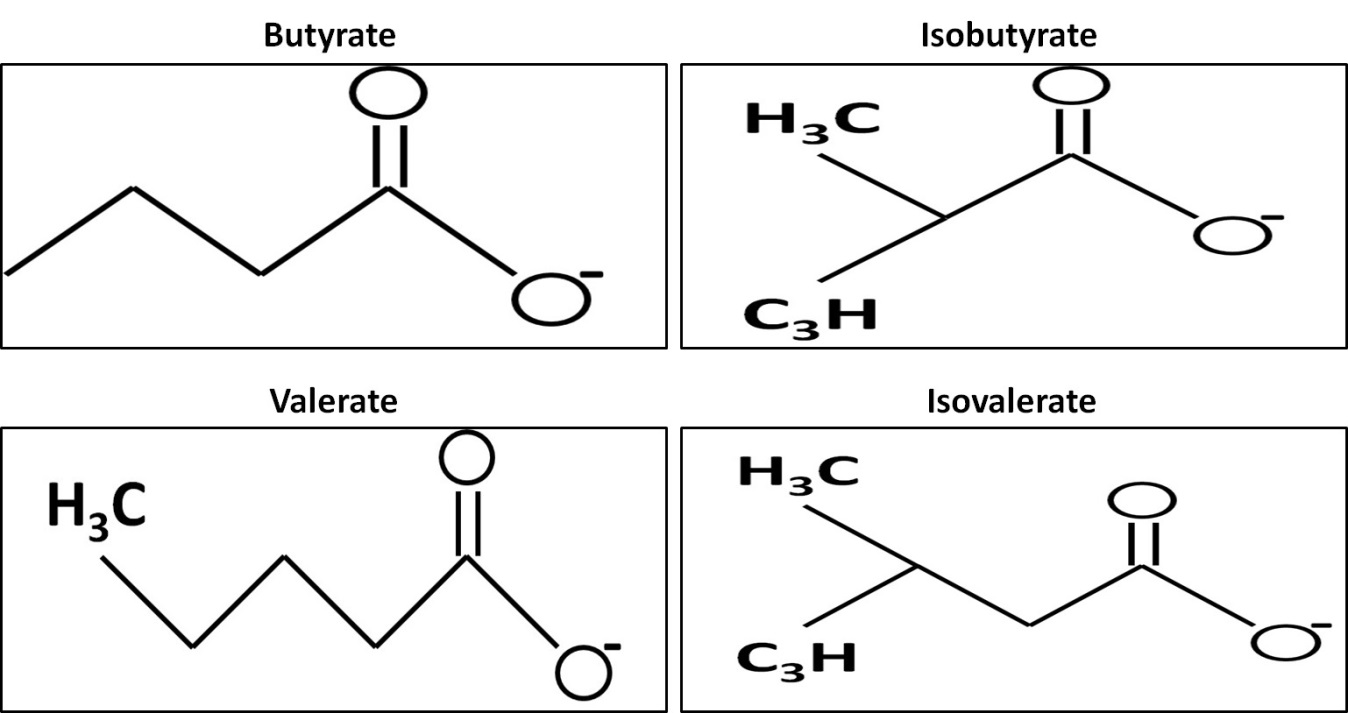 Butyrate
O
O⁻
Isobutyrate
O
H₃C
O⁻
C₃H
Valerate
O
H₃C
O⁻
Isovalerate
H₃C
O
C₃H
O⁻